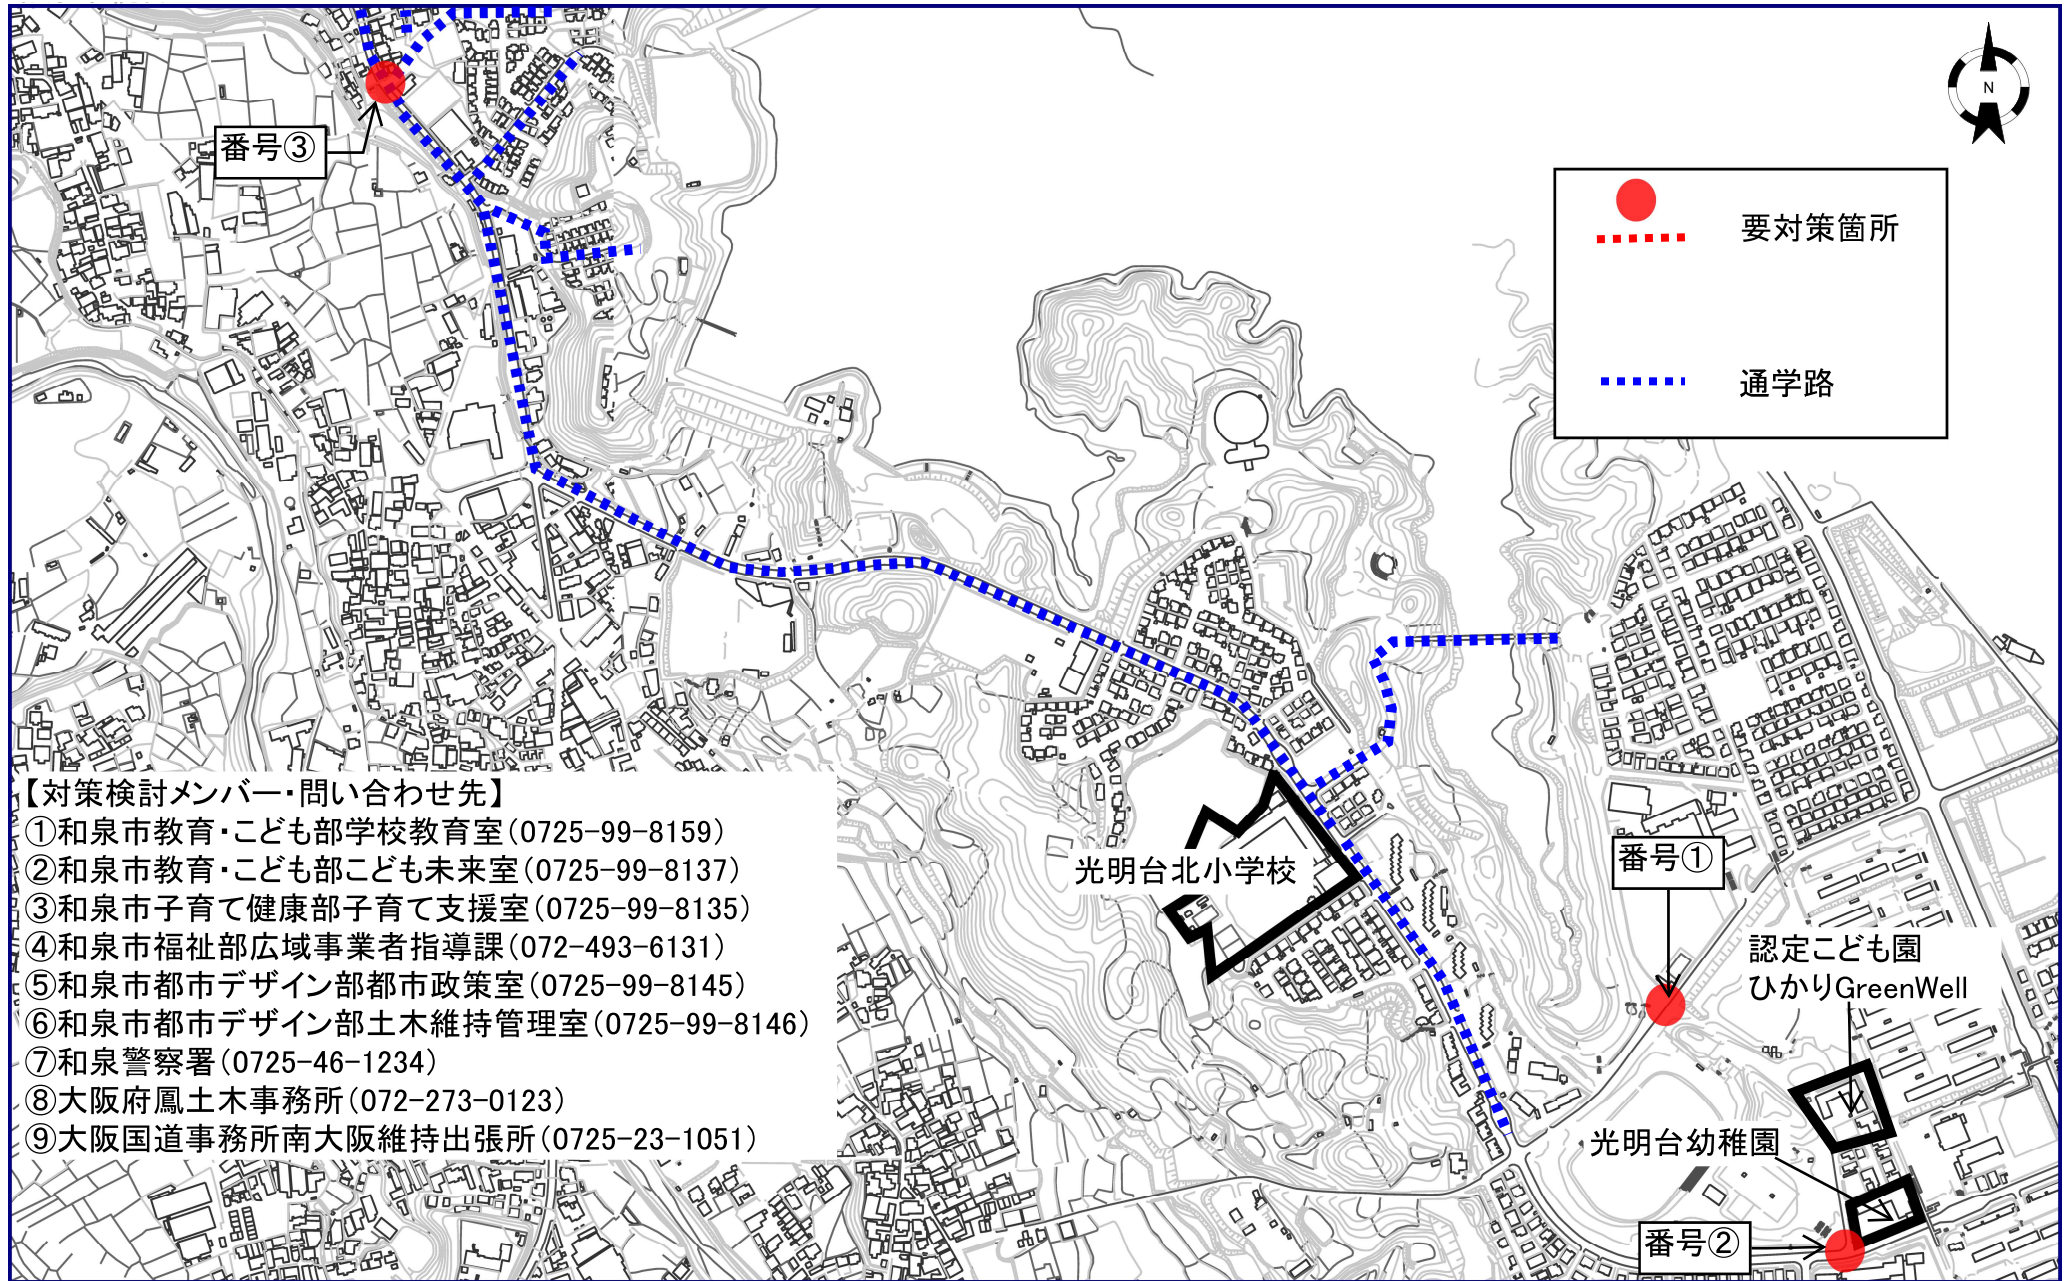 番号③
N
要対策箇所
通学路
【対策検討メンバー・問い合わせ先】
①和泉市教育・こども部学校教育室(0725-99-8159)
②和泉市教育・こども部こども未来室(0725-99-8137)
③和泉市子育て健康部子育て支援室(0725-99-8135)
④和泉市福祉部広域事業者指導課(072-493-6131)
⑤和泉市都市デザイン部都市政策室(0725-99-8145)
⑥和泉市都市デザイン部土木維持管理室(0725-99-8146)
⑦和泉警察署(0725-46-1234)
⑧大阪府鳳土木事務所(072-273-0123)
⑨大阪国道事務所南大阪維持出張所(0725-23-1051)
光明台北小学校
番号①
認定こども園
ひかりGreenWell
光明台幼稚園
番号②